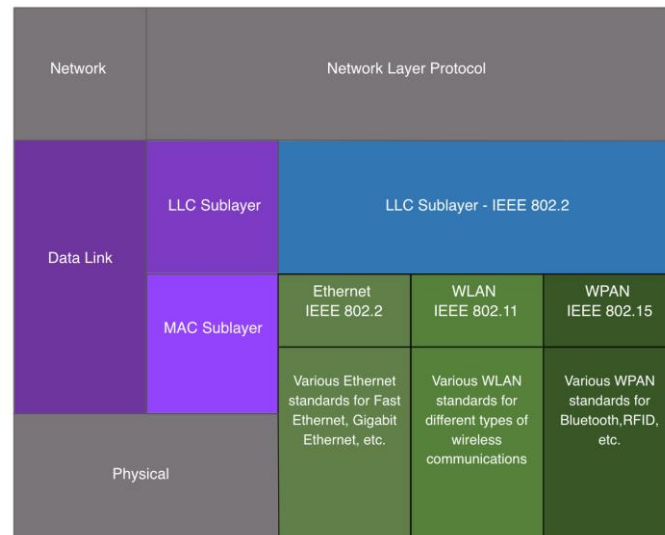 Network
Network Layer Protocol
Data Link
LLC Sublayer
LLC Sublayer - IEEE 802.2
MAC Sublayer
Ethernet
IEEE 802.2
WLAN
IEEE 802.11
WPAN
IEEE 802.15
Various Ethernet
standards for Fast
Ethernet, Gigabit
Ethernet, etc.
Various WLAN
standards for
different types of
wireless
communications
Various WPAN
standards for
Bluetooth,RFID,
etc.
Physical